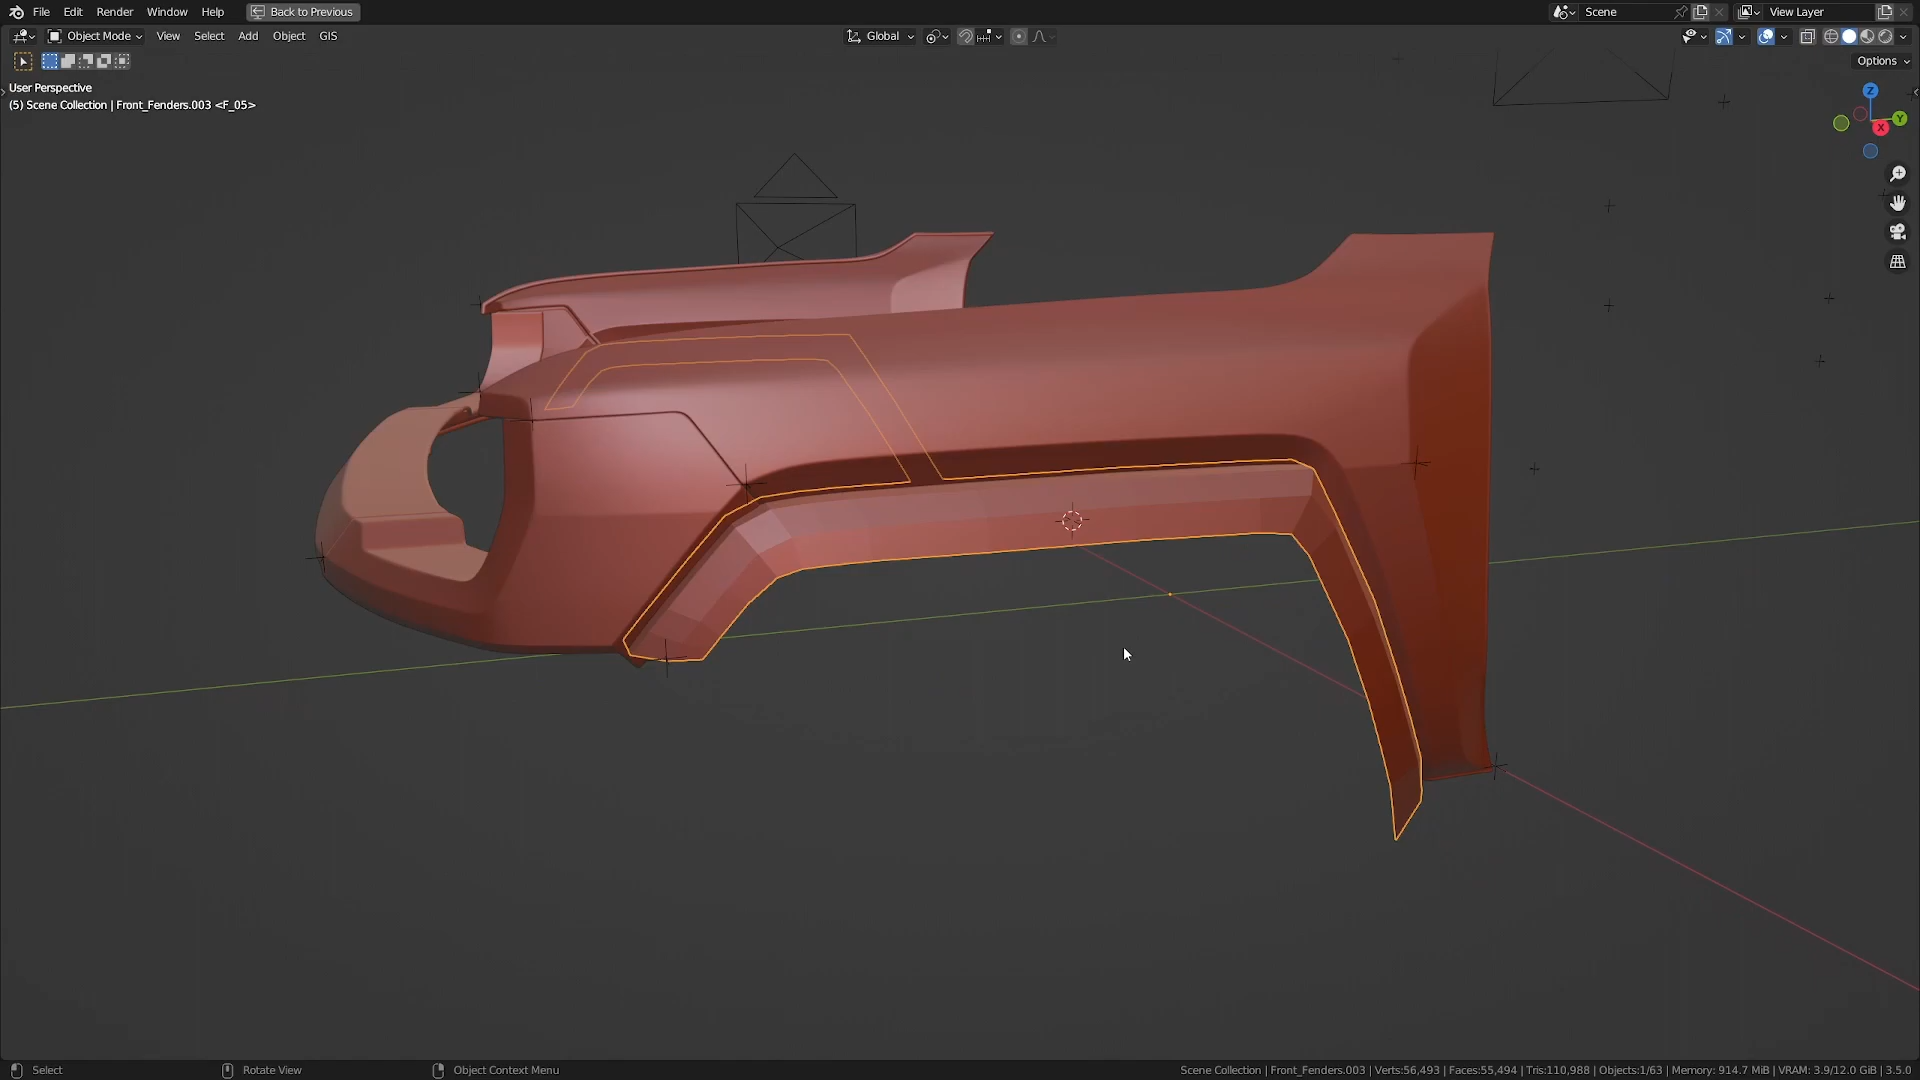 File Edit Render Window Help Back to Previous Scene View Layer
Object Mode View Select Add Object GIS Global
Options
User Perspective
(5) Scene Collection | Front_Fenders.003 <F_05>
Z
Y
X
Select Rotate View Object Context Menu Scene Collection | Front_Fenders.003 | Verts:56,493 | Faces:55,494 | Tris:110,988 | Objects:1/63 | Memory: 914.7 MiB | VRAM: 3.9/12.0 GiB | 3.5.0